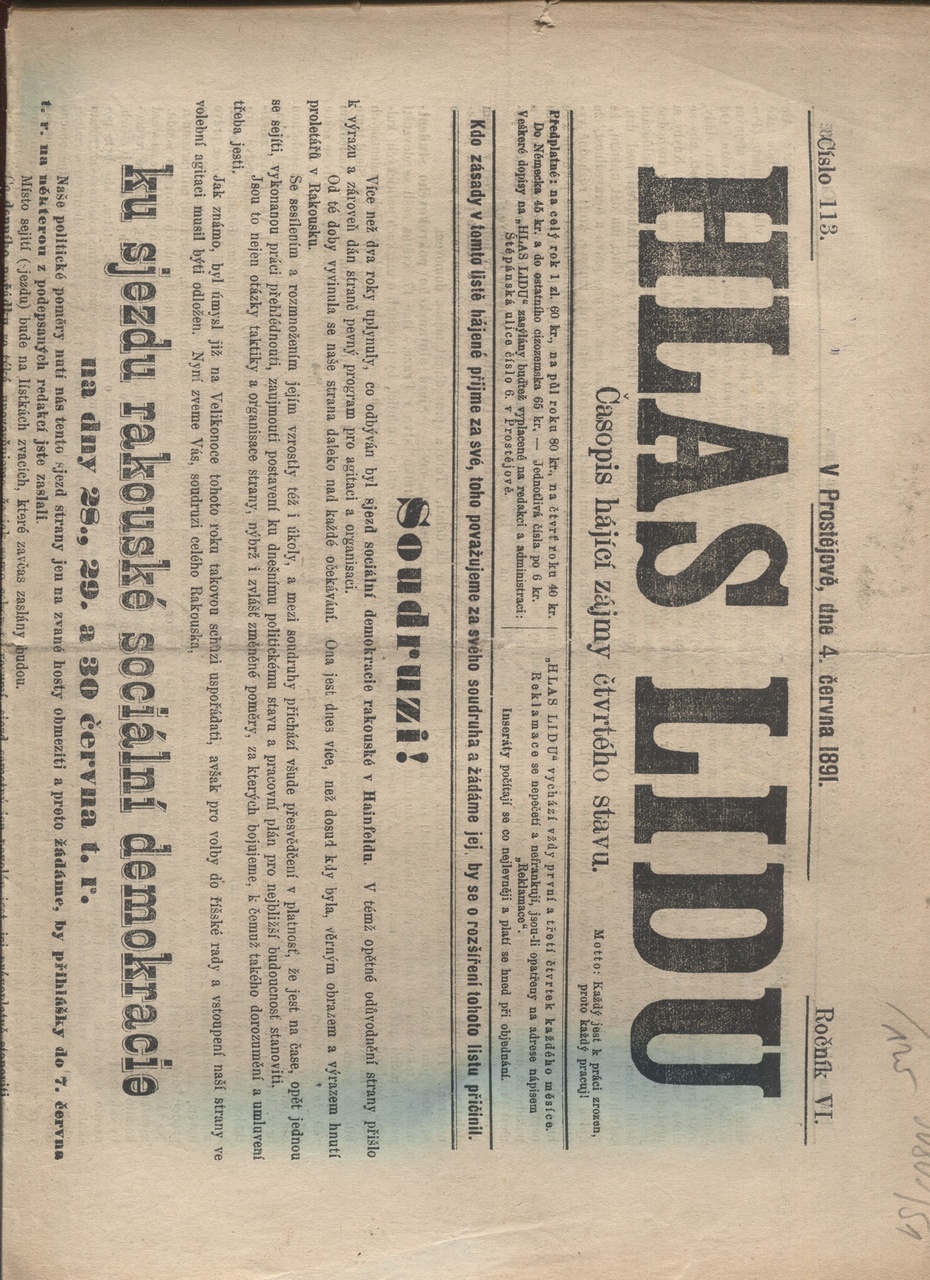 Číslo 113.
V Prostějově, dne 4. června 1891.
Ročník VI.
HLAS LIDU
Časopis hájící zájmy čtvrtého stavu.
Motto: Každý jest k práci zrozen,
proto každý pracuj!
Předplatné: na celý rok 1 zl. 60 kr., na půl roku 80 kr., na čtvrť roku 40 kr.
Do Německa 45 kr. a do ostatního cizozemska 65 kr. — Jednotlivá čísla po 6 kr.
Veškeré dopisy na „HLAS LIDU“ zasýlány buďtež vyplacené na redakci a administraci:
Štěpánská ulice číslo 6. v Prostějově.
„HLAS LIDU“ vychází vždy první a třetí čtvrtek každého měsíce.
Reklamace se nepečetí a nefrankují, jsou-li opatřeny na adrese nápisem
„Reklamace“.
Inseráty počítají se co nejlevněji a platí se hned při objednání.
Kdo zásady v tomto listě hájené přijme za své, toho považujeme za svého soudruha a žádáme jej, by se o rozšíření tohoto listu přičinil.
Soudruzi!
Více než dva roky uplynuly, co odbýván byl sjezd sociální demokracie rakouské v Hainfeldu. V témž opětné odůvodnění strany přišlo
k výrazu a zároveň dán straně pevný program pro agitaci a organisaci.
Od té doby vyvinula se naše strana daleko nad každé očekávání. Ona jest dnes více, než dosud kdy byla, věrným obrazem a výrazem hnutí
proletářů v Rakousku.
Se sesílením a rozmnožením jejím vzrostly též i úkoly, a mezi soudruhy přichází všude přesvědčení v platnost, že jest na čase, opět jednou
se sejíti, vykonanou práci přehlédnouti, zaujmouti postavení ku dnešnímu politickému stavu a pracovní plán pro nejbližší budoucnost stanoviti,
Jsou to nejen otázky taktiky a organisace strany, nýbrž i zvlášť změněné poměry, za kterých bojujeme, k čemuž takého dorozumění a umluvení
třeba jesti.
Jak známo, byl úmysl již na Velikonoce tohoto roku takovou schůzi uspořádati, avšak pro volby do říšské rady a vstoupení naší strany ve
volební agitaci musil býti odložen. Nyní zveme Vás, soudruzi celého Rakouska,
ku sjezdu rakouské sociální demokracie
na dny 28., 29. a 30 června t. r.
Naše politické poměry nutí nás tento sjezd strany jen na zvané hosty obmeziti a proto žádáme, by přihlášky do 7. června
t. r. na některou z podepsaných redakcí jste zaslali.
Místo sejití (sjezdu) bude na lístkách zvacích, které zavčas zaslány budou.